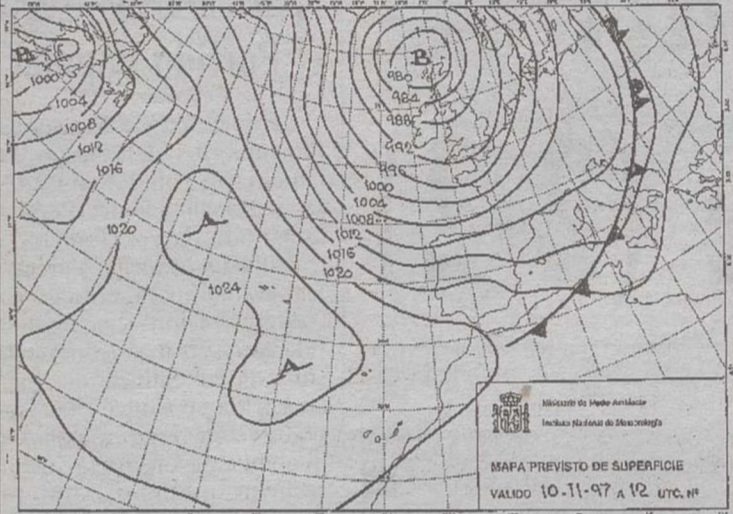 B
1000
1004
1008
1012
1016
1020
A
1024
A
B
980
984
988
992
996
1000
1004
1008
1012
1016
1020
Ministerio de Medio Ambiente
Instituto Nacional de Meteorología
MAPA PREVISTO DE SUPERFICIE
VALIDO 10-11-97 A 12 UTC. Nº